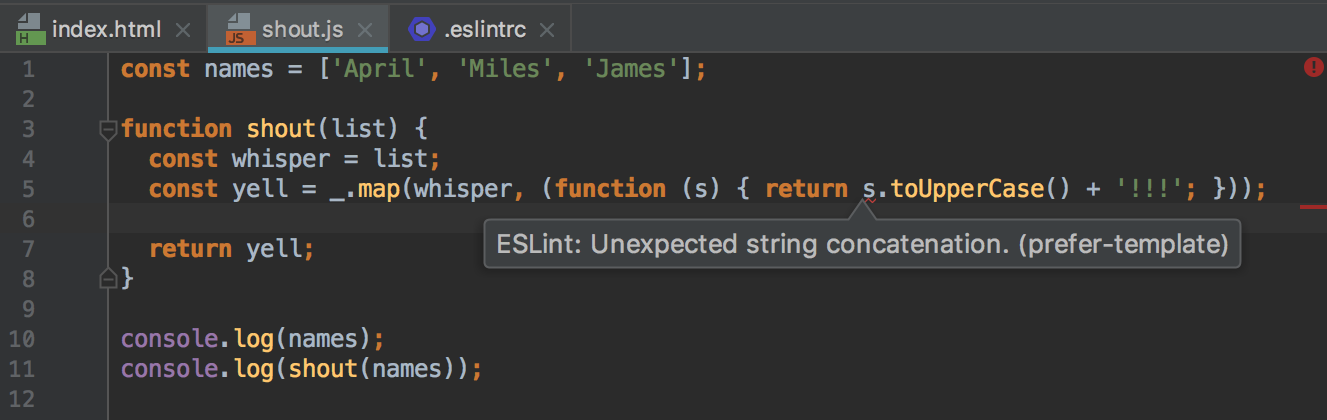 index.html shout.js .eslintrc
1 const names = ['April', 'Miles', 'James'];
2
3 function shout(list) {
4   const whisper = list;
5   const yell = _.map(whisper, (function (s) { return s.toUpperCase() + '!!!'; }));
6
ESLint: Unexpected string concatenation. (prefer-template)
7   return yell;
8 }
9
10 console.log(names);
11 console.log(shout(names));
12